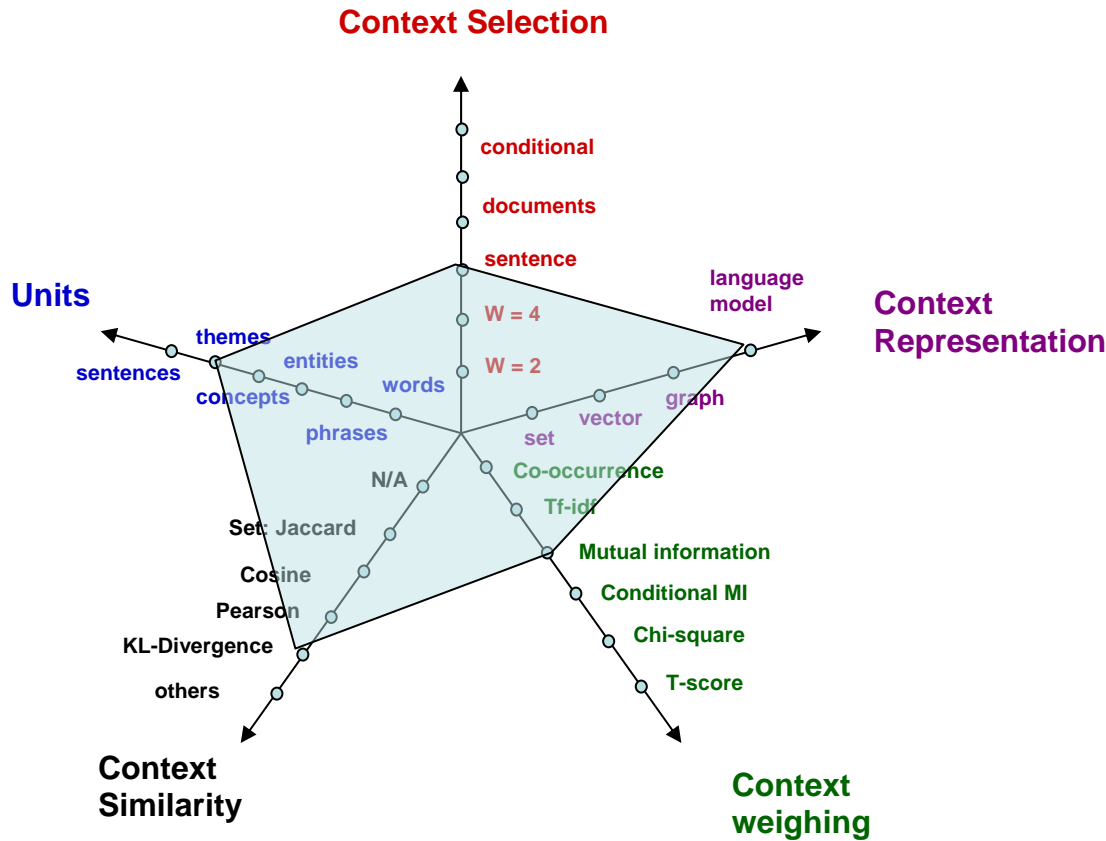 Context Selection
conditional
documents
sentence
W = 4
W = 2
Units
themes
sentences
entities
concepts
words
phrases
language
model
Context
Representation
graph
vector
set
N/A
Set: Jaccard
Cosine
Pearson
KL-Divergence
others
Context
Similarity
Co-occurrence
Tf-idf
Mutual information
Conditional MI
Chi-square
T-score
Context
weighing